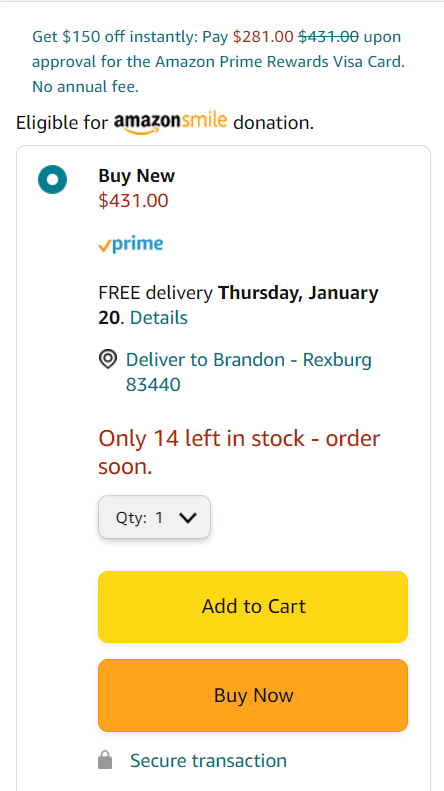 Get $150 off instantly: Pay $281.00 $431.00 upon
approval for the Amazon Prime Rewards Visa Card.
No annual fee.
Eligible for amazonsmile donation.
Buy New
$431.00
prime
FREE delivery Thursday, January
20. Details
Deliver to Brandon - Rexburg
83440
Only 14 left in stock - order
soon.
Qty: 1
Add to Cart
Buy Now
Secure transaction